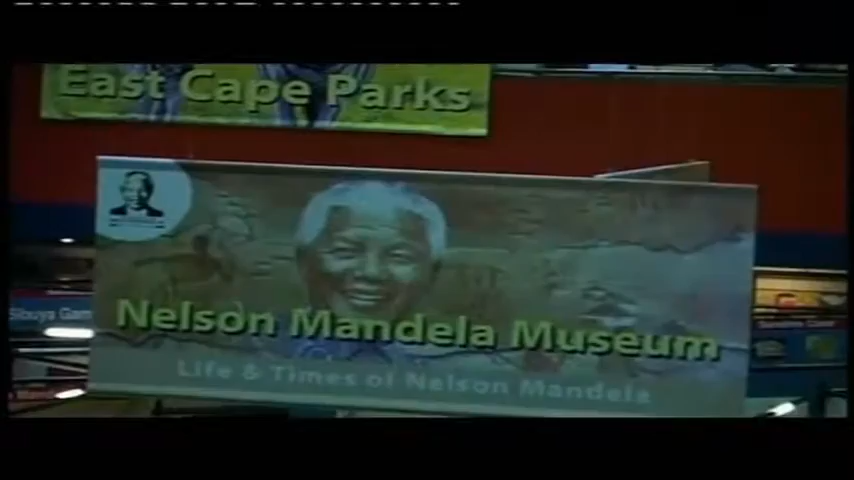 East Cape Parks
Nelson Mandela Museum
Life & Times of Nelson Mandela